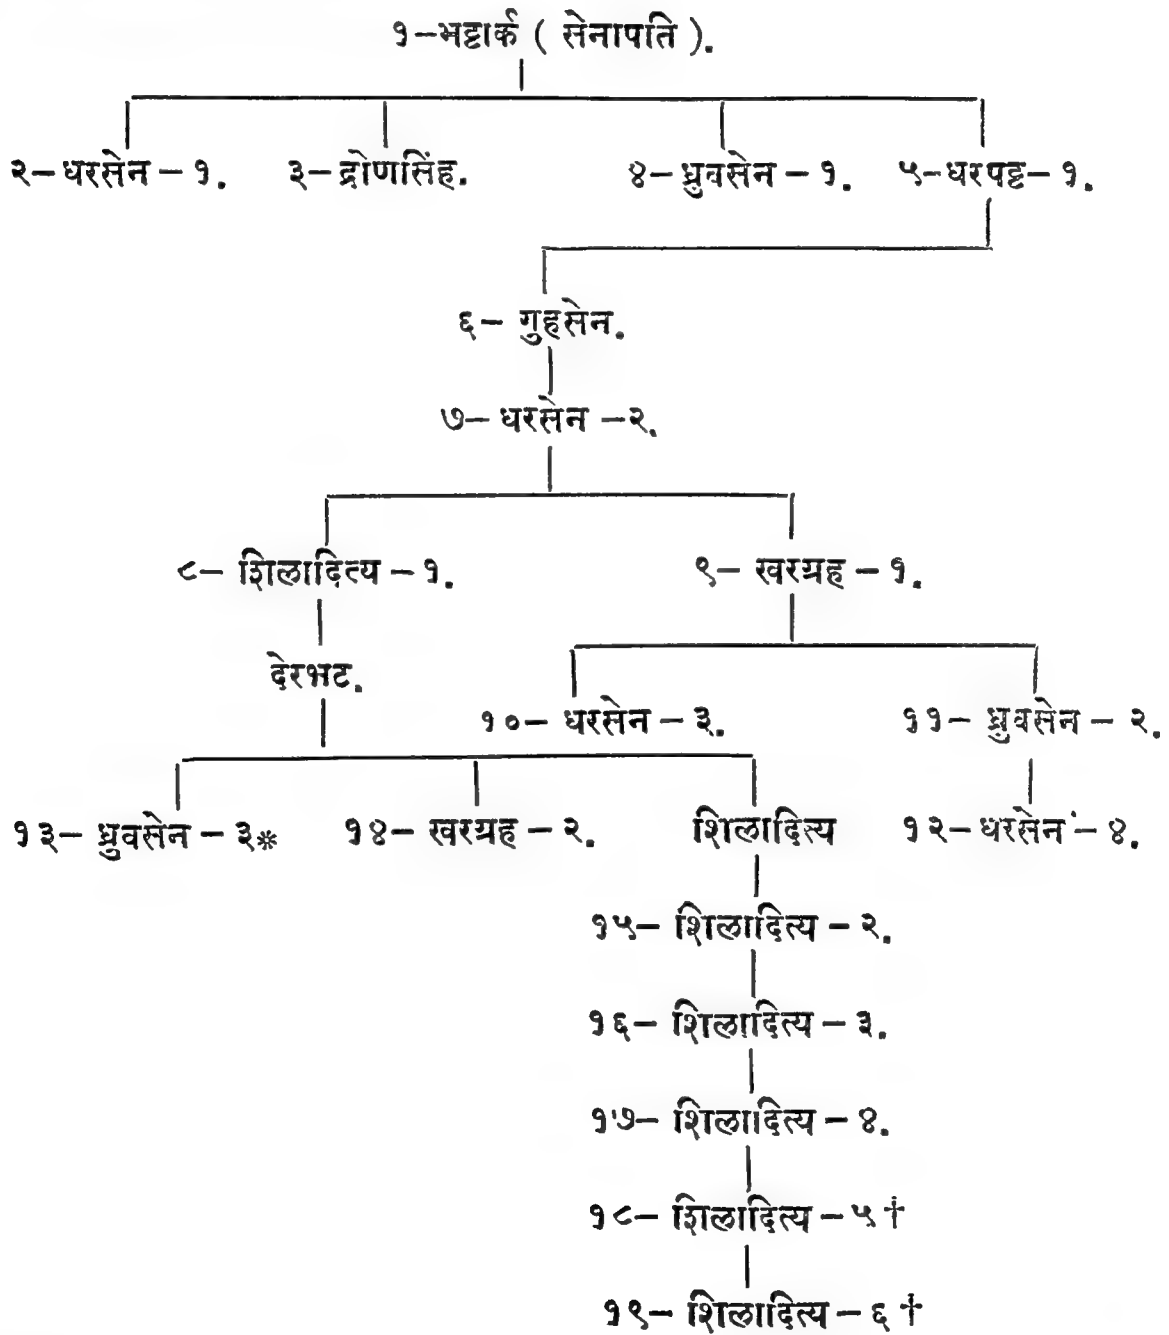 १-भट्टार्क ( सेनापति ).
२-धरसेन - १. ३-द्रोणसिंह. ४-ध्रुवसेन - १. ५-धरपट्ट- १.
६- गुहसेन.
७- धरसेन -२.
८- शिलादित्य - १. ९- खरग्रह - १.
देरभट.
१०- धरसेन - ३. ११- ध्रुवसेन - २.
१३- ध्रुवसेन - ३* १४- खरग्रह - २. शिलादित्य १२- धरसेन - ४.
१५- शिलादित्य - २.
१६- शिलादित्य - ३.
१७- शिलादित्य - ४.
१८- शिलादित्य - ५†
१९- शिलादित्य - ६†